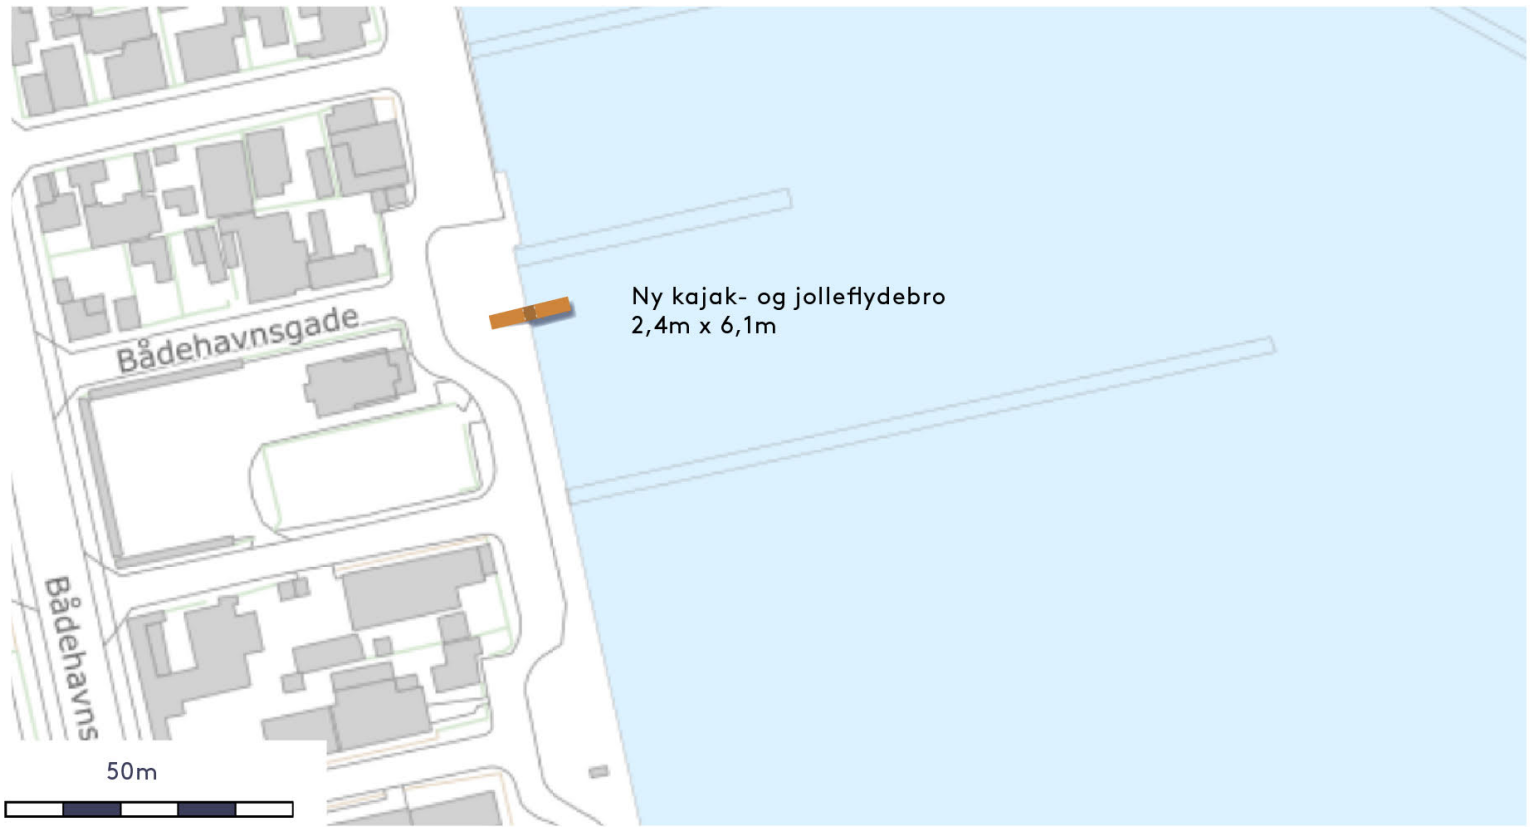 Ny kajak- og jolleflydebro
2,4m x 6,1m
Bådehavnsgade
Bådehavns
50m